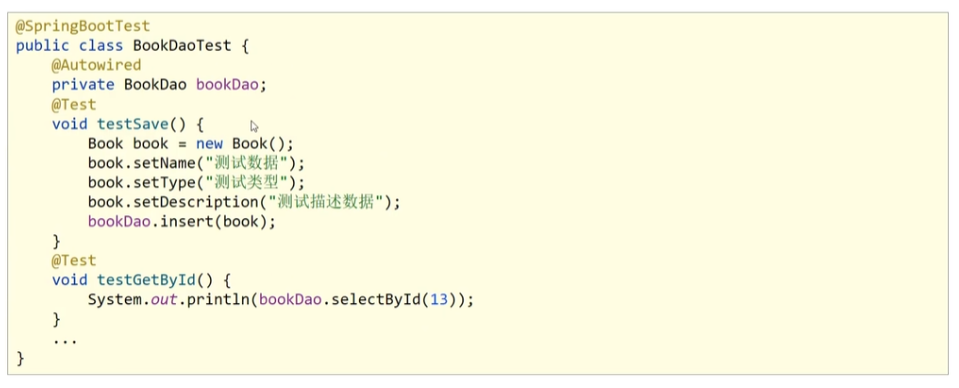 @SpringBootTest
public class BookDaoTest {
    @Autowired
    private BookDao bookDao;
    @Test
    void testSave() {
        Book book = new Book();
        book.setName("测试数据");
        book.setType("测试类型");
        book.setDescription("测试描述数据");
        bookDao.insert(book);
    }
    @Test
    void testGetById() {
        System.out.println(bookDao.selectById(13));
    }
    ...
}